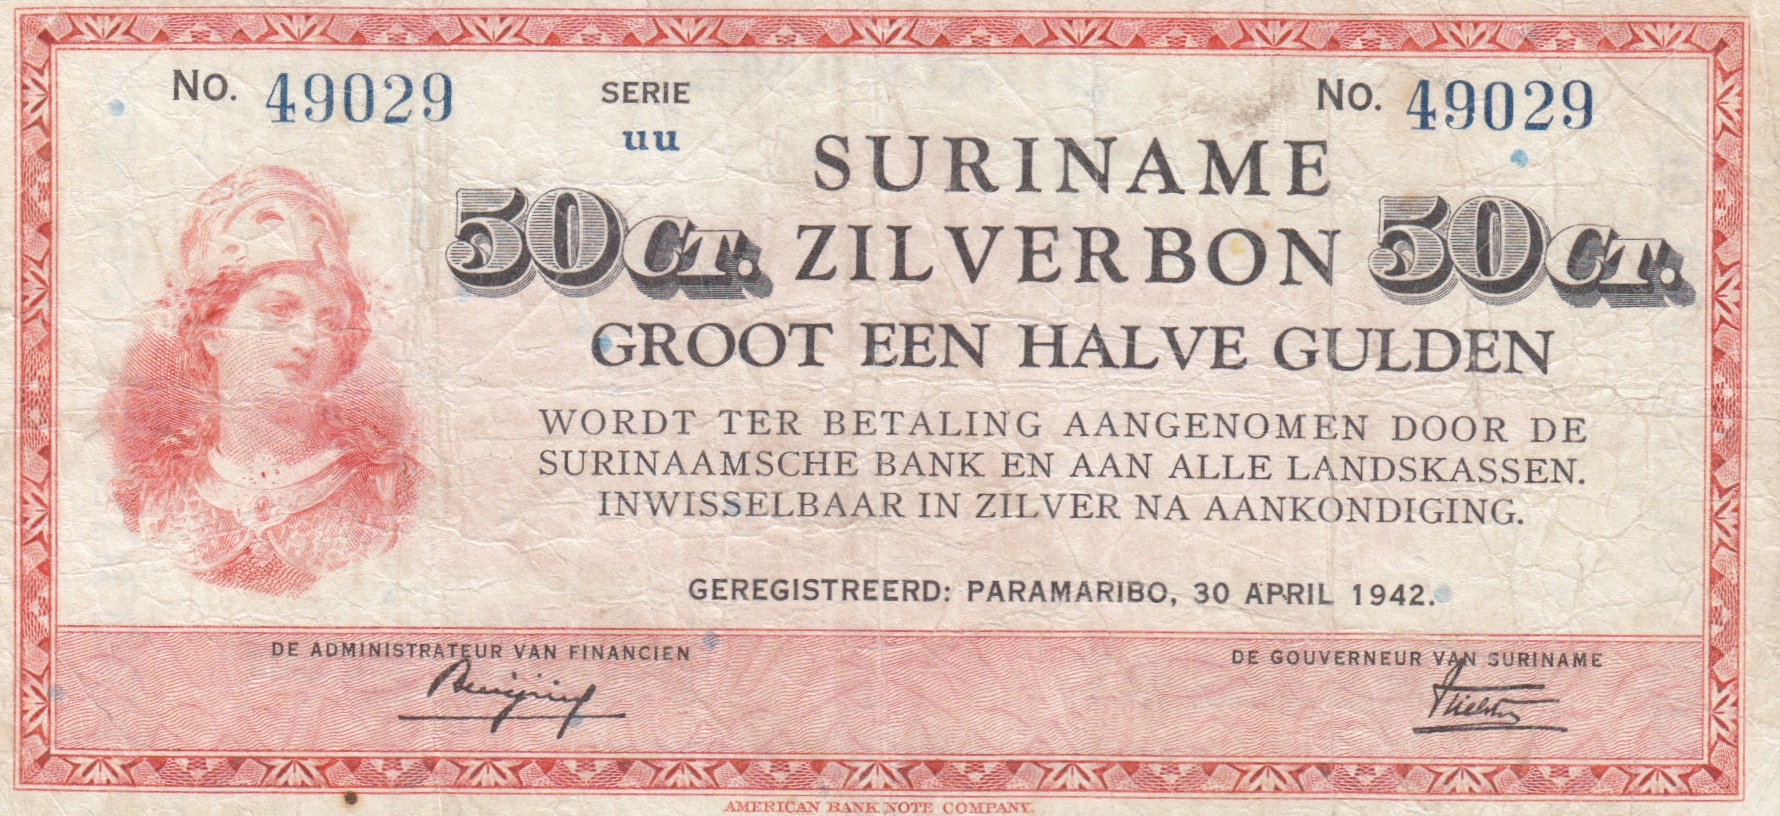 No. 49029 SERIE No. 49029
uu
SURINAME
50 CT. ZILVERBON 50 CT.
GROOT EEN HALVE GULDEN
WORDT TER BETALING AANGENOMEN DOOR DE
SURINAAMSCHE BANK EN AAN ALLE LANDSKASSEN.
INWISSELBAAR IN ZILVER NA AANKONDIGING.
GEREGISTREERD: PARAMARIBO, 30 APRIL 1942.
DE ADMINISTRATEUR VAN FINANCIEN DE GOUVERNEUR VAN SURINAME
AMERICAN BANK NOTE COMPANY.